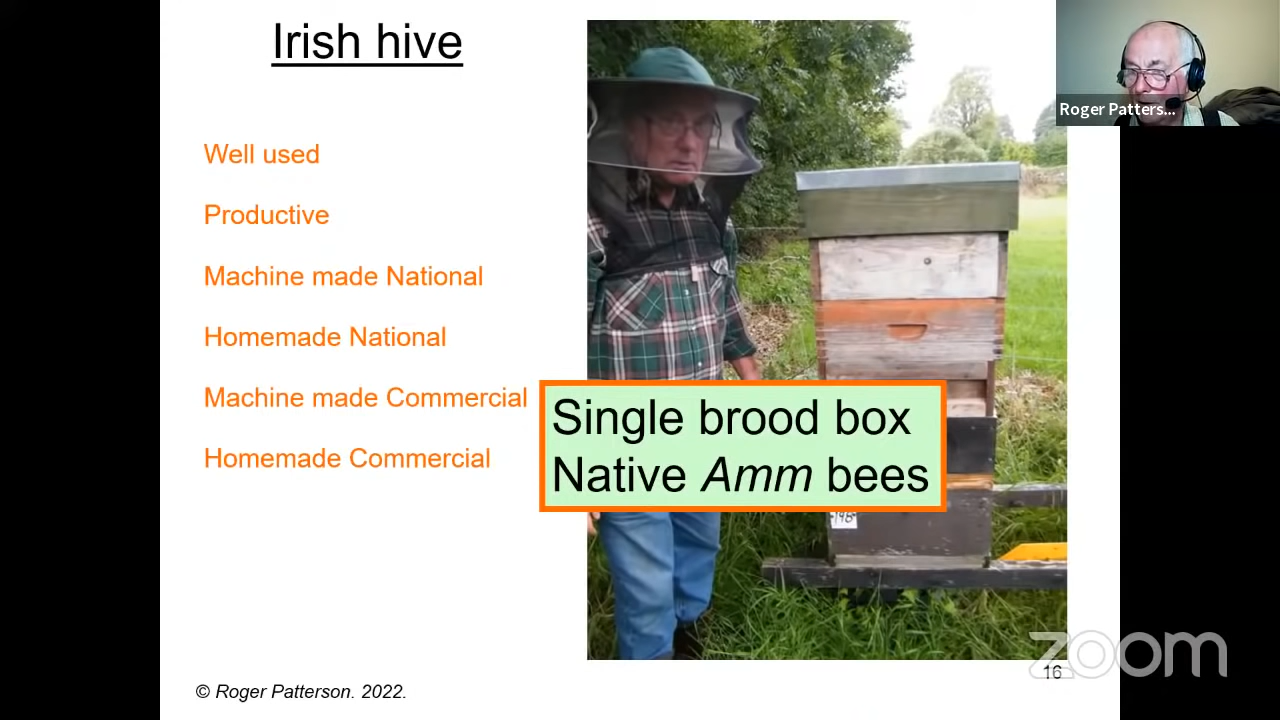 Irish hive
Roger Patters...
Well used
Productive
Machine made National
Homemade National
Machine made Commercial
Homemade Commercial
Single brood box
Native Amm bees
198
zoom
16
© Roger Patterson. 2022.